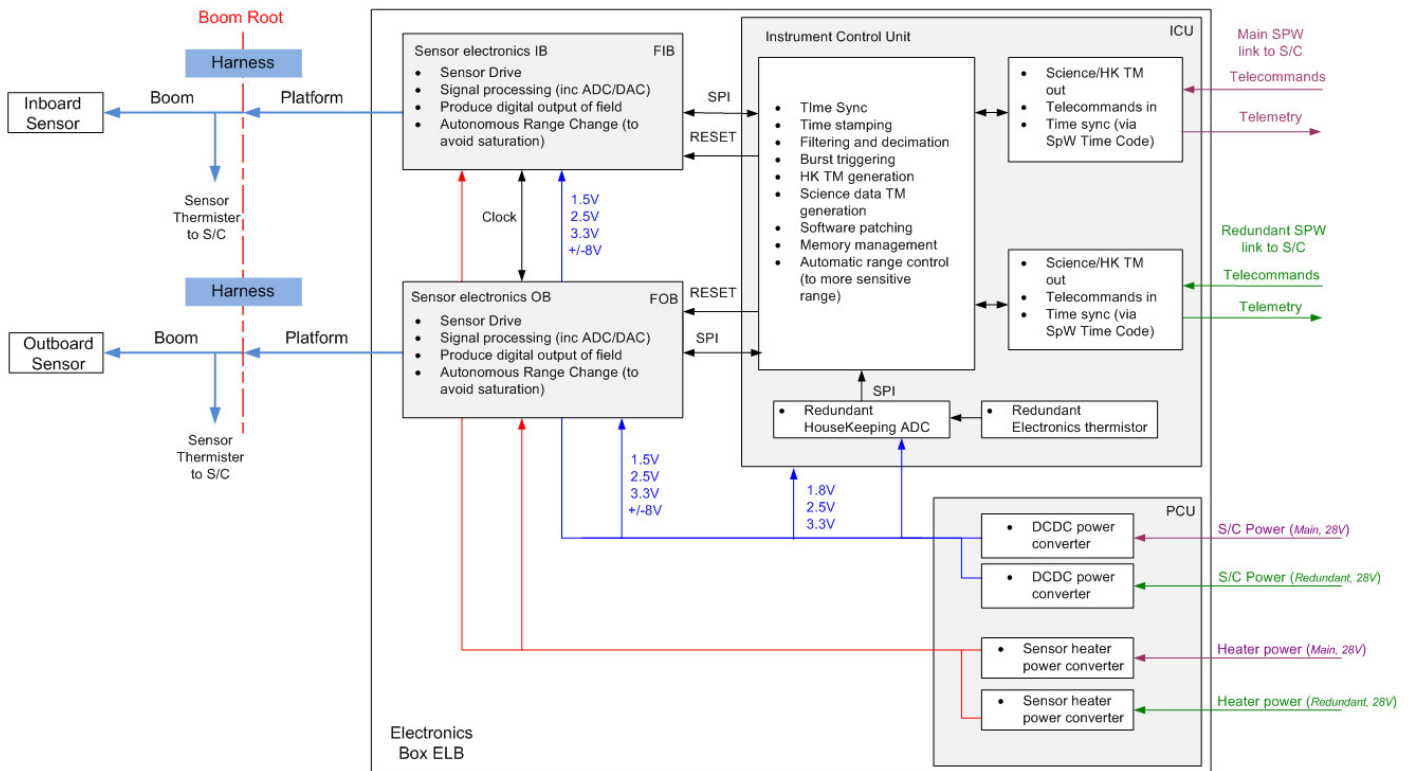 Boom Root
Harness
Boom
Platform
Inboard
Sensor
Sensor
Thermister
to S/C
Harness
Boom
Platform
Outboard
Sensor
Sensor
Thermister
to S/C
Sensor electronics IB
FIB
• Sensor Drive
• Signal processing (inc ADC/DAC)
• Produce digital output of field
• Autonomous Range Change (to
avoid saturation)
SPI
RESET
Clock
1.5V
2.5V
3.3V
+/-8V
Sensor electronics OB
FOB
• Sensor Drive
• Signal processing (inc ADC/DAC)
• Produce digital output of field
• Autonomous Range Change (to
avoid saturation)
RESET
SPI
1.5V
2.5V
3.3V
+/-8V
Instrument Control Unit
ICU
• TIme Sync
• Time stamping
• Filtering and decimation
• Burst triggering
• HK TM generation
• Science data TM
generation
• Software patching
• Memory management
• Automatic range control
(to more sensitive
range)
• Science/HK TM
out
• Telecommands in
• Time sync (via
SpW Time Code)
• Science/HK TM
out
• Telecommands in
• Time sync (via
SpW Time Code)
SPI
• Redundant
HouseKeeping ADC
• Redundant
Electronics thermistor
1.8V
2.5V
3.3V
Main SPW
link to S/C
Telecommands
Telemetry
Redundant SPW
link to S/C
Telecommands
Telemetry
PCU
• DCDC power
converter
• DCDC power
converter
• Sensor heater
power converter
• Sensor heater
power converter
S/C Power (Main, 28V)
S/C Power (Redundant, 28V)
Heater power (Main, 28V)
Heater power (Redundant, 28V)
Electronics
Box ELB